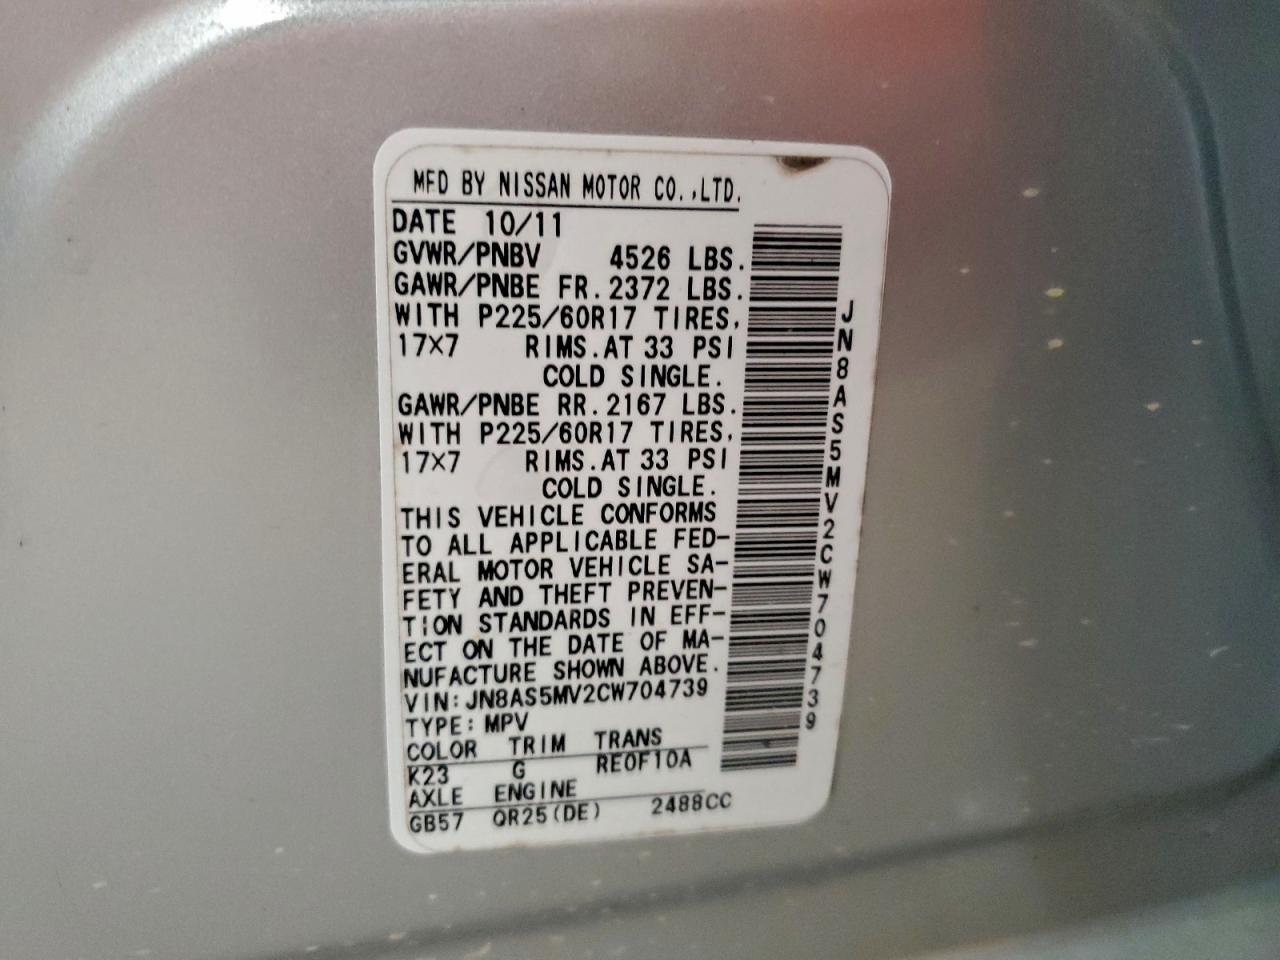 MFD BY NISSAN MOTOR CO.,LTD.
DATE 10/11
GVWR/PNBV 4526 LBS.
GAWR/PNBE FR. 2372 LBS.
WITH P225/60R17 TIRES,
17×7 RIMS. AT 33 PSI
COLD SINGLE.
GAWR/PNBE RR. 2167 LBS.
WITH P225/60R17 TIRES,
17×7 RIMS. AT 33 PSI
COLD SINGLE.
THIS VEHICLE CONFORMS
TO ALL APPLICABLE FED-
ERAL MOTOR VEHICLE SA-
FETY AND THEFT PREVEN-
TION STANDARDS IN EFF-
ECT ON THE DATE OF MA-
NUFACTURE SHOWN ABOVE.
VIN: JN8AS5MV2CW704739
TYPE: MPV
COLOR TRIM TRANS
K23 G RE0F10A
AXLE ENGINE
GB57 QR25(DE) 2488CC
JN8AS5MV2CW704739